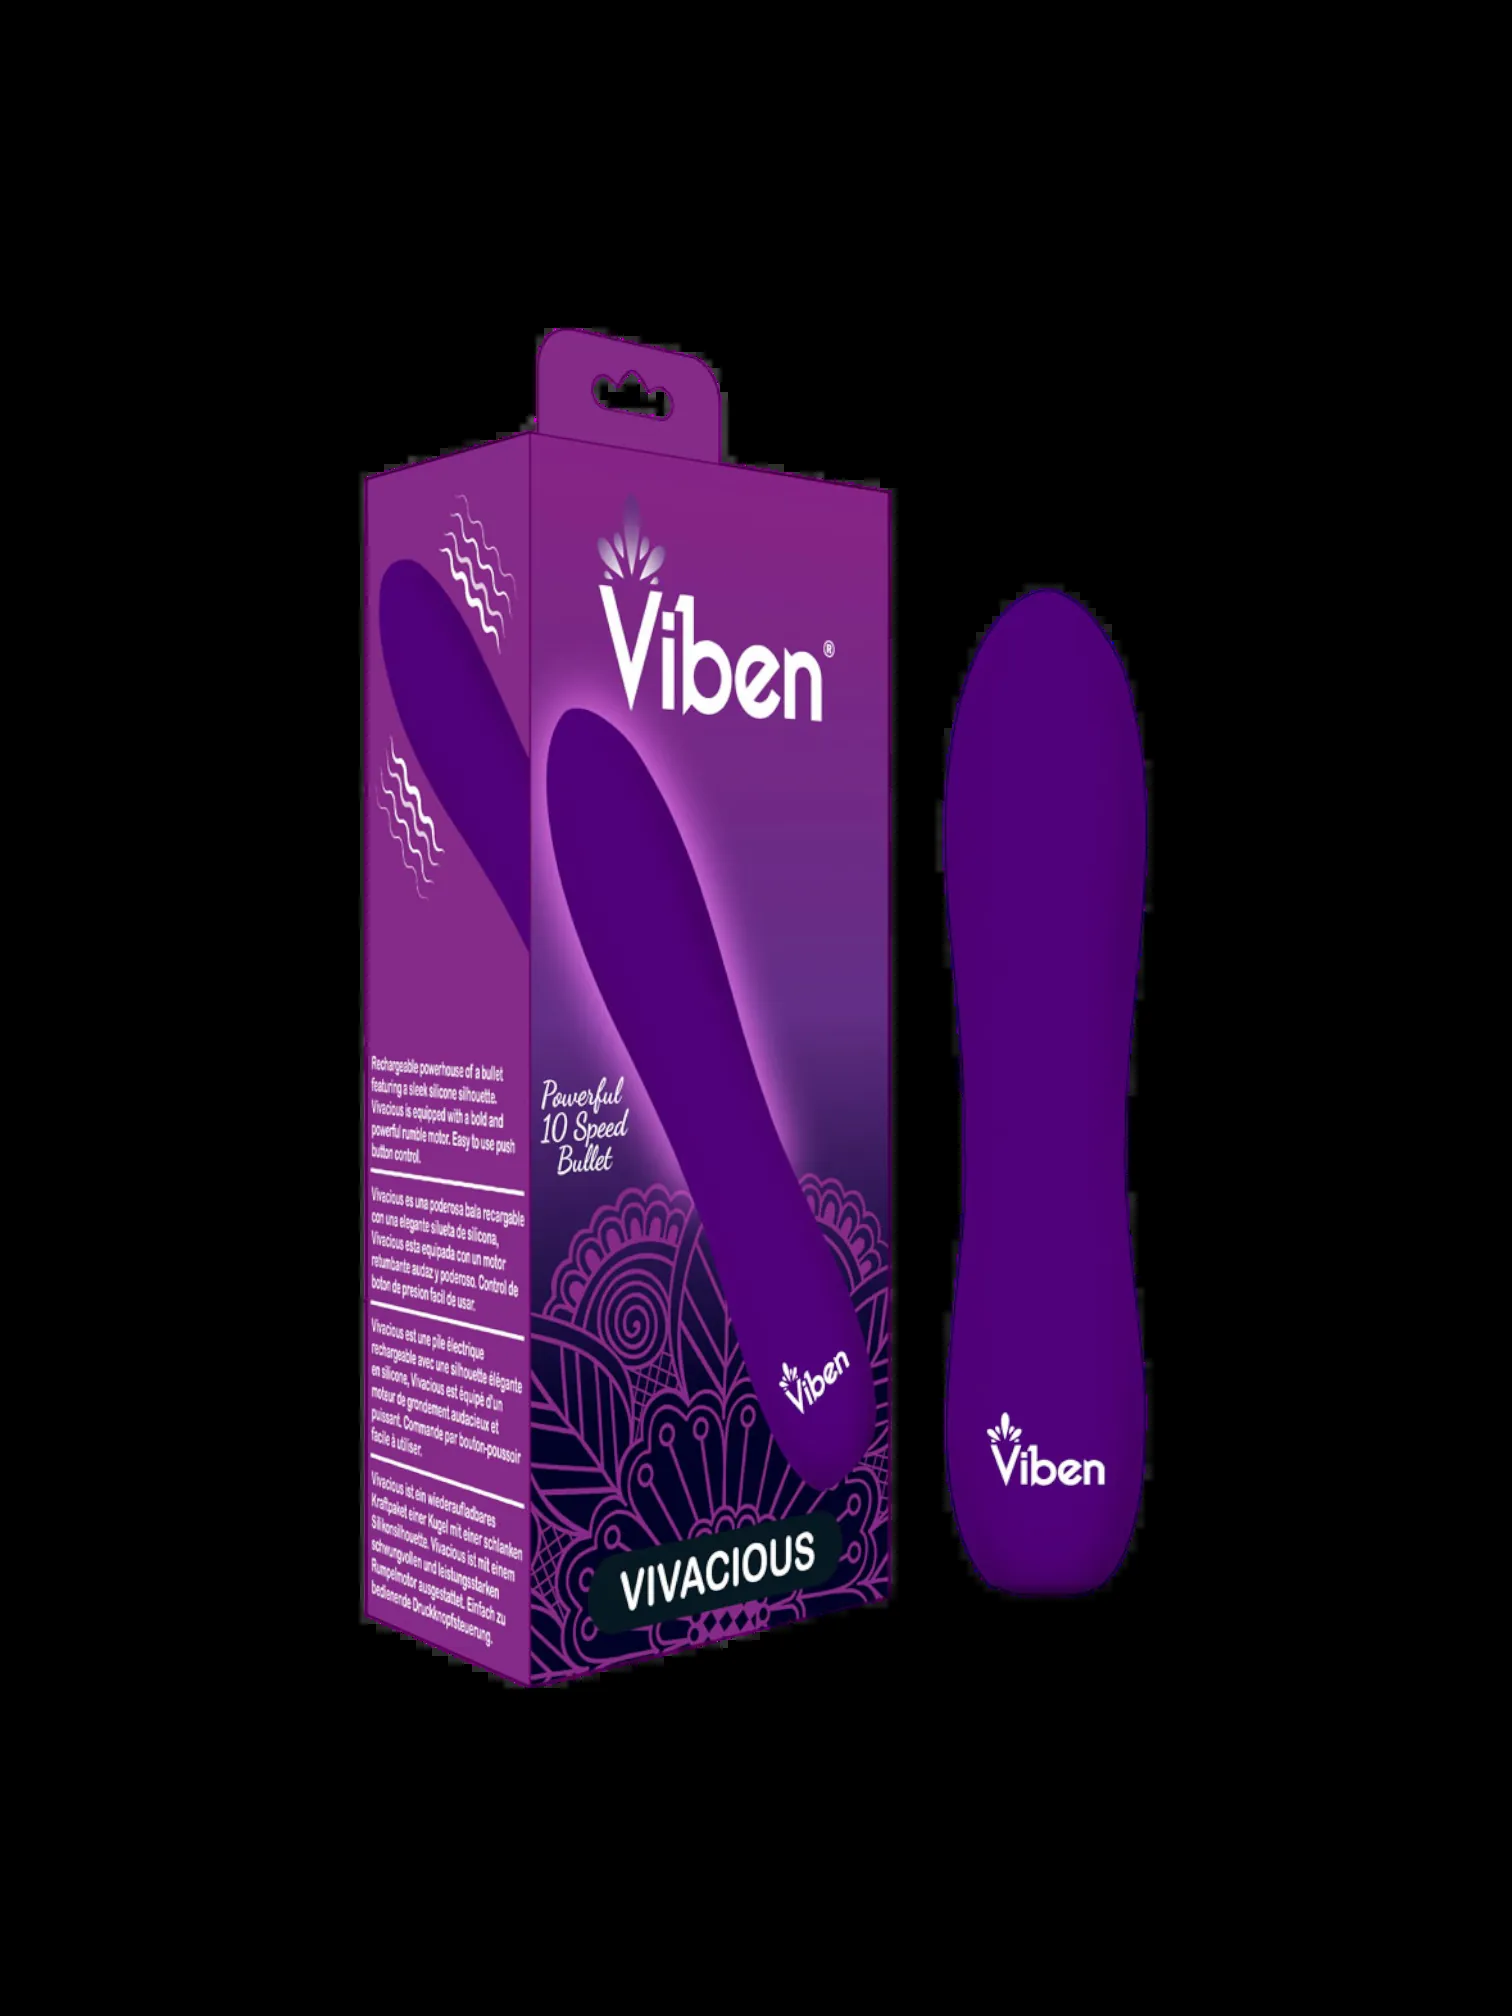 Viben®
Powerful
10 Speed
Bullet
Viben
VIVACIOUS
Rechargeable powerhouse of a bullet
featuring a sleek silicone silhouette.
Vivacious is equipped with a bold and
powerful rumble motor. Easy to use push
button control.
Vivacious es una poderosa bala recargable
con una elegante silueta de silicona,
Vivacious esta equipada con un motor
retumbante audaz y poderoso. Control de
boton de presion facil de usar.
Vivacious est une pile électrique
rechargeable avec une silhouette élégante
en silicone, Vivacious est équipé d'un
moteur de grondement audacieux et
puissant. Commande par bouton-poussoir
facile à utiliser.
Vivacious ist ein wiederaufladbares
Kraftpaket einer Kugel mit einer schlanken
Silikonsilhouette. Vivacious ist mit einem
schwungvollen und leistungsstarken
Rumpelmotor ausgestattet. Einfach zu
bedienende Druckknopfsteuerung.
Viben